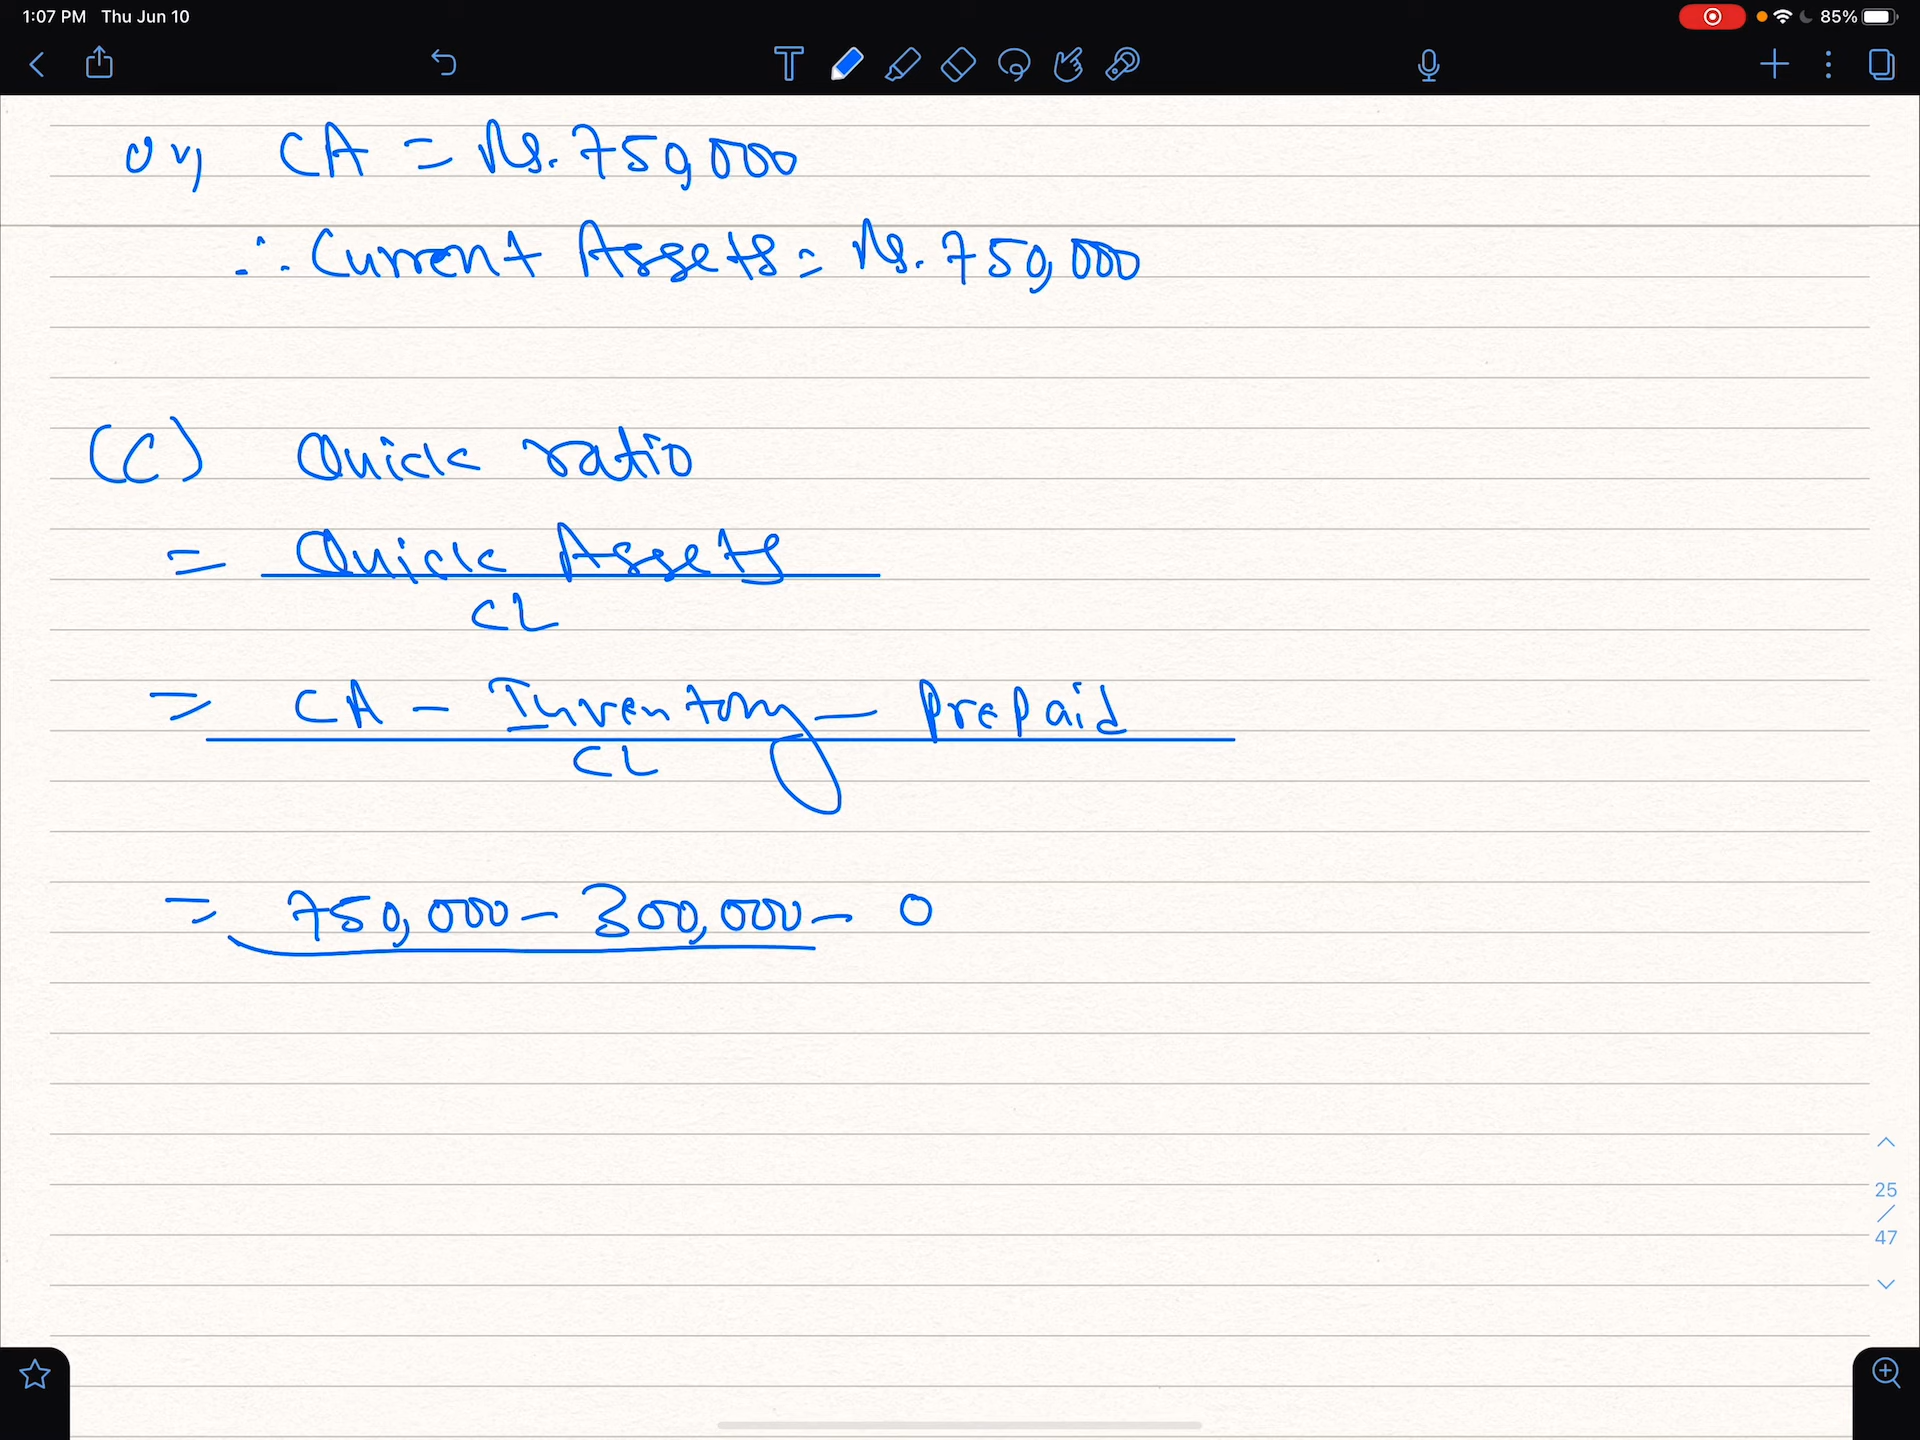 1:07 PM Thu Jun 10
85%
or, CA = Rs. 750,000
∴ Current Assets = Rs. 750,000
(c) Quick ratio
= Quick Assets
CL
= CA - Inventory - Prepaid
CL
= 750,000 - 300,000 - 0
25
/
47